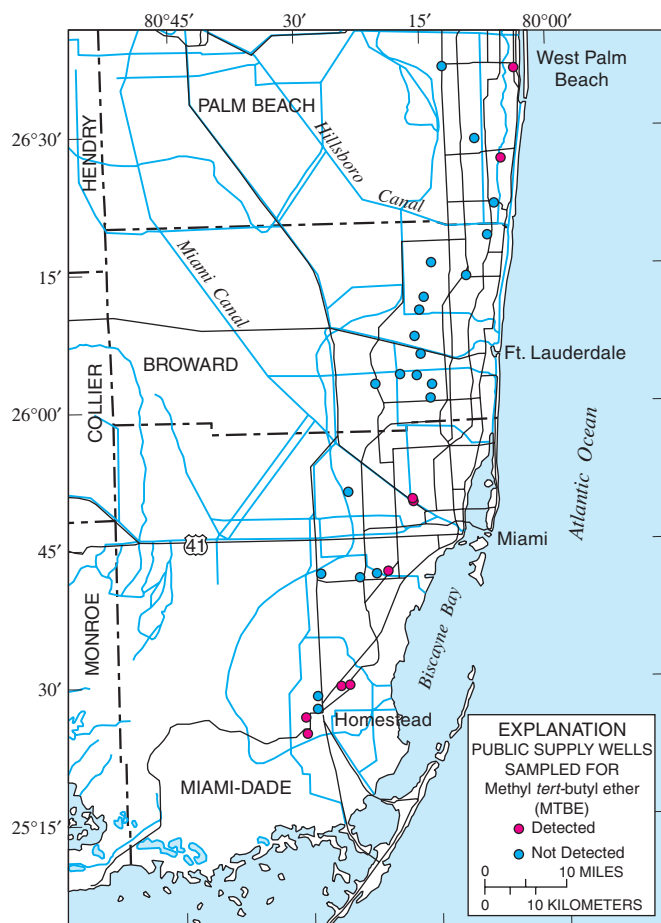 80°45′ 30′ 15′ 80°00′
West Palm
Beach
PALM BEACH
HENDRY
26°30′
Hillsboro
Canal
Miami Canal
15′
BROWARD
Ft. Lauderdale
COLLIER
26°00′
Atlantic Ocean
Miami
41
45′
MONROE
Biscayne Bay
30′
Homestead
MIAMI-DADE
25°15′
EXPLANATION
PUBLIC SUPPLY WELLS
SAMPLED FOR
Methyl tert-butyl ether
(MTBE)
Detected
Not Detected
0 10 MILES
0 10 KILOMETERS